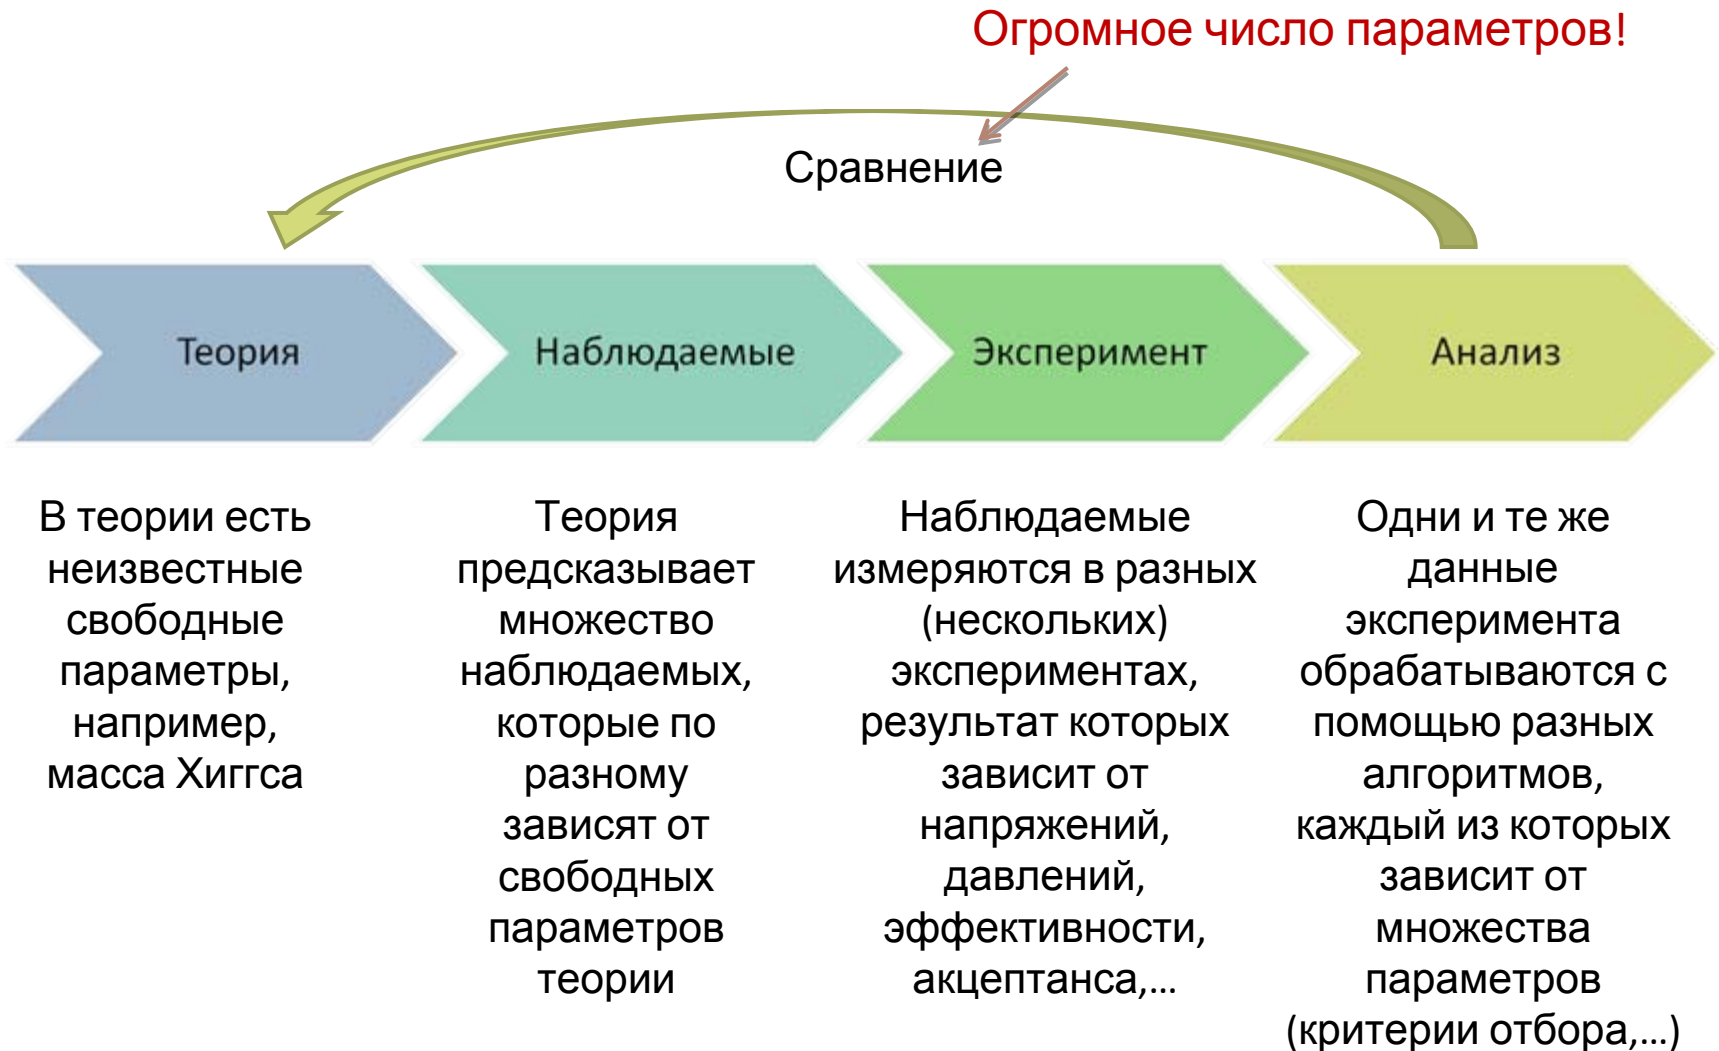 Огромное число параметров!
Сравнение
Теория
Наблюдаемые
Эксперимент
Анализ
В теории есть
неизвестные
свободные
параметры,
например,
масса Хиггса
Теория
предсказывает
множество
наблюдаемых,
которые по
разному
зависят от
свободных
параметров
теории
Наблюдаемые
измеряются в разных
(нескольких)
экспериментах,
результат которых
зависит от
напряжений,
давлений,
эффективности,
акцептанса,...
Одни и те же
данные
эксперимента
обрабатываются с
помощью разных
алгоритмов,
каждый из которых
зависит от
множества
параметров
(критерии отбора,...)